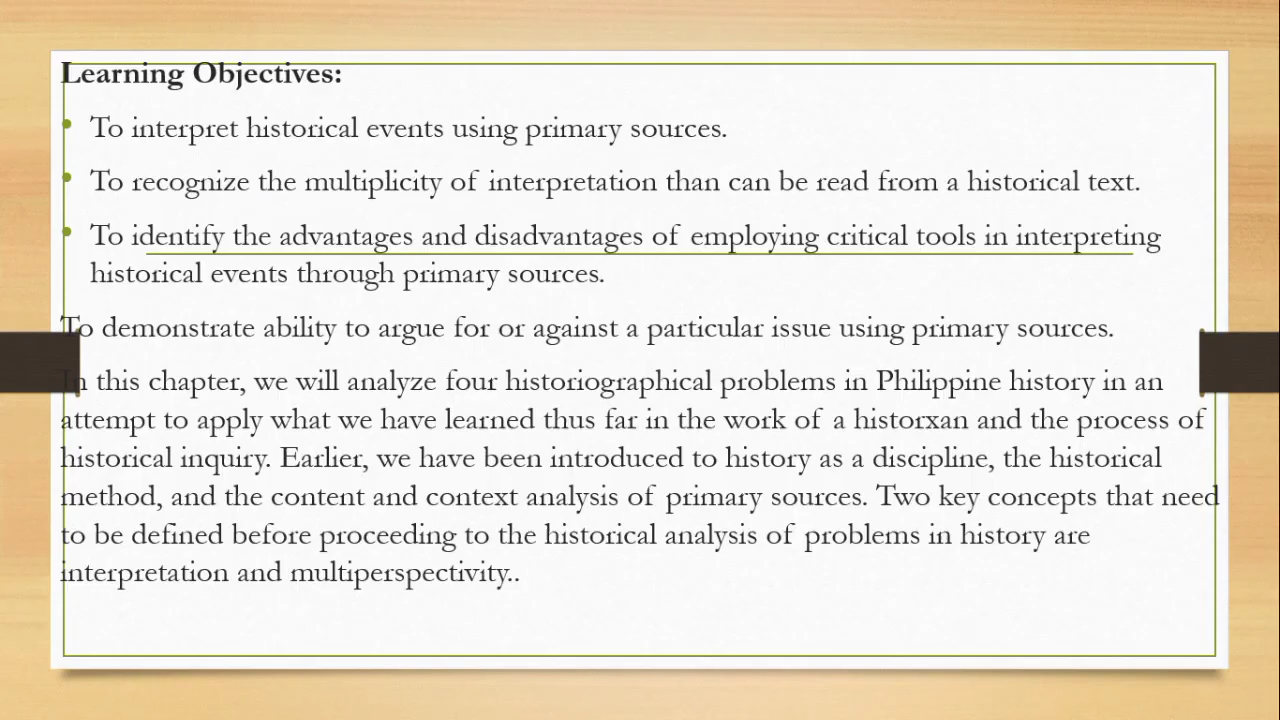 Learning Objectives:
• To interpret historical events using primary sources.
• To recognize the multiplicity of interpretation than can be read from a historical text.
• To identify the advantages and disadvantages of employing critical tools in interpreting
historical events through primary sources.
To demonstrate ability to argue for or against a particular issue using primary sources.
In this chapter, we will analyze four historiographical problems in Philippine history in an
attempt to apply what we have learned thus far in the work of a historxan and the process of
historical inquiry. Earlier, we have been introduced to history as a discipline, the historical
method, and the content and context analysis of primary sources. Two key concepts that need
to be defined before proceeding to the historical analysis of problems in history are
interpretation and multiperspectivity..